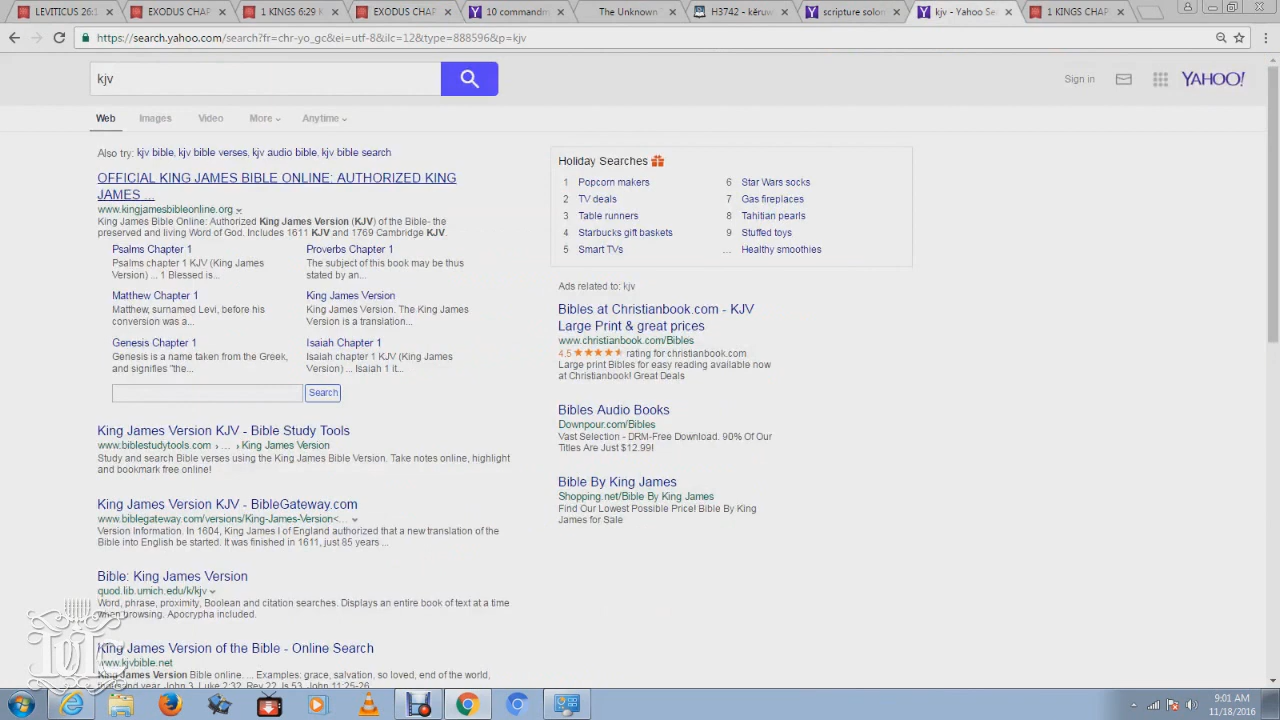 LEVITICUS 26:1
EXODUS CHAP
1 KINGS 6:29 K
EXODUS CHAP
10 commandm
The Unknown
H3742 - kĕruw
scripture solon
kjv - Yahoo Se
1 KINGS CHAP
https://search.yahoo.com/search?fr=chr-yo_gc&ei=utf-8&ilc=12&type=888596&p=kjv
kjv
Sign in
YAHOO!
Web Images Video More Anytime
Also try: kjv bible, kjv bible verses, kjv audio bible, kjv bible search
OFFICIAL KING JAMES BIBLE ONLINE: AUTHORIZED KING
JAMES ...
www.kingjamesbibleonline.org
King James Bible Online: Authorized King James Version (KJV) of the Bible- the
preserved and living Word of God. Includes 1611 KJV and 1769 Cambridge KJV.
Psalms Chapter 1
Psalms chapter 1 KJV (King James
Version) ... 1 Blessed is...
Proverbs Chapter 1
The subject of this book may be thus
stated by an...
Matthew Chapter 1
Matthew, surnamed Levi, before his
conversion was a...
King James Version
King James Version. The King James
Version is a translation...
Genesis Chapter 1
Genesis is a name taken from the Greek,
and signifies "the...
Isaiah Chapter 1
Isaiah chapter 1 KJV (King James
Version) ... Isaiah 1 It...
Search
King James Version KJV - Bible Study Tools
www.biblestudytools.com › ... › King James Version
Study and search Bible verses using the King James Bible Version. Take notes online, highlight
and bookmark free online!
King James Version KJV - BibleGateway.com
www.biblegateway.com/versions/King-James-Version<...
Version Information. In 1604, King James I of England authorized that a new translation of the
Bible into English be started. It was finished in 1611, just 85 years ...
Bible: King James Version
quod.lib.umich.edu/k/kjv
Word, phrase, proximity, Boolean and citation searches. Displays an entire book of text at a time
when browsing. Apocrypha included.
King James Version of the Bible - Online Search
www.kjvbible.net
King James Version Bible online. ... Examples: grace, salvation, so loved, end of the world,
year, 3, Luke 2:32, Rev 22, Is 53, John 11:25-26
Holiday Searches
1 Popcorn makers
2 TV deals
3 Table runners
4 Starbucks gift baskets
5 Smart TVs
6 Star Wars socks
7 Gas fireplaces
8 Tahitian pearls
9 Stuffed toys
... Healthy smoothies
Ads related to: kjv
Bibles at Christianbook.com - KJV
Large Print & great prices
www.christianbook.com/Bibles
4.5 rating for christianbook.com
Large print Bibles for easy reading available now
at Christianbook! Great Deals
Bibles Audio Books
Downpour.com/Bibles
Vast Selection - DRM-Free Download. 90% Of Our
Titles Are Just $12.99!
Bible By King James
Shopping.net/Bible By King James
Find Our Lowest Possible Price! Bible By King
James for Sale
9:01 AM
11/18/2016